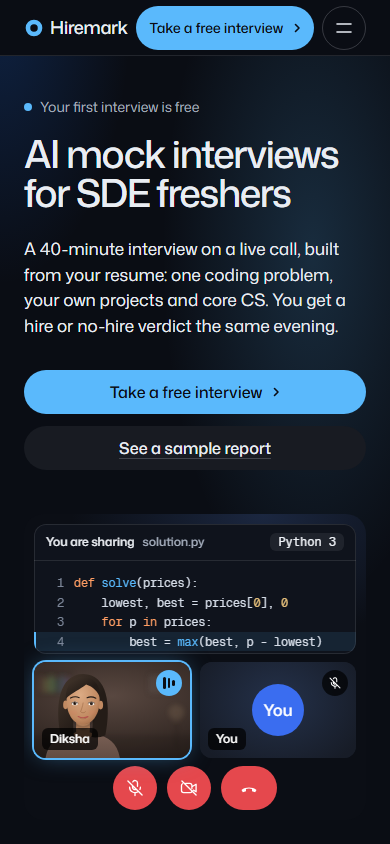 Hiremark
Take a free interview
Your first interview is free
AI mock interviews
for SDE freshers
A 40-minute interview on a live call, built
from your resume: one coding problem,
your own projects and core CS. You get a
hire or no-hire verdict the same evening.
Take a free interview
See a sample report
You are sharing solution.py
Python 3
1 def solve(prices):
2 lowest, best = prices[0], 0
3 for p in prices:
4 best = max(best, p - lowest)
Diksha
You
You